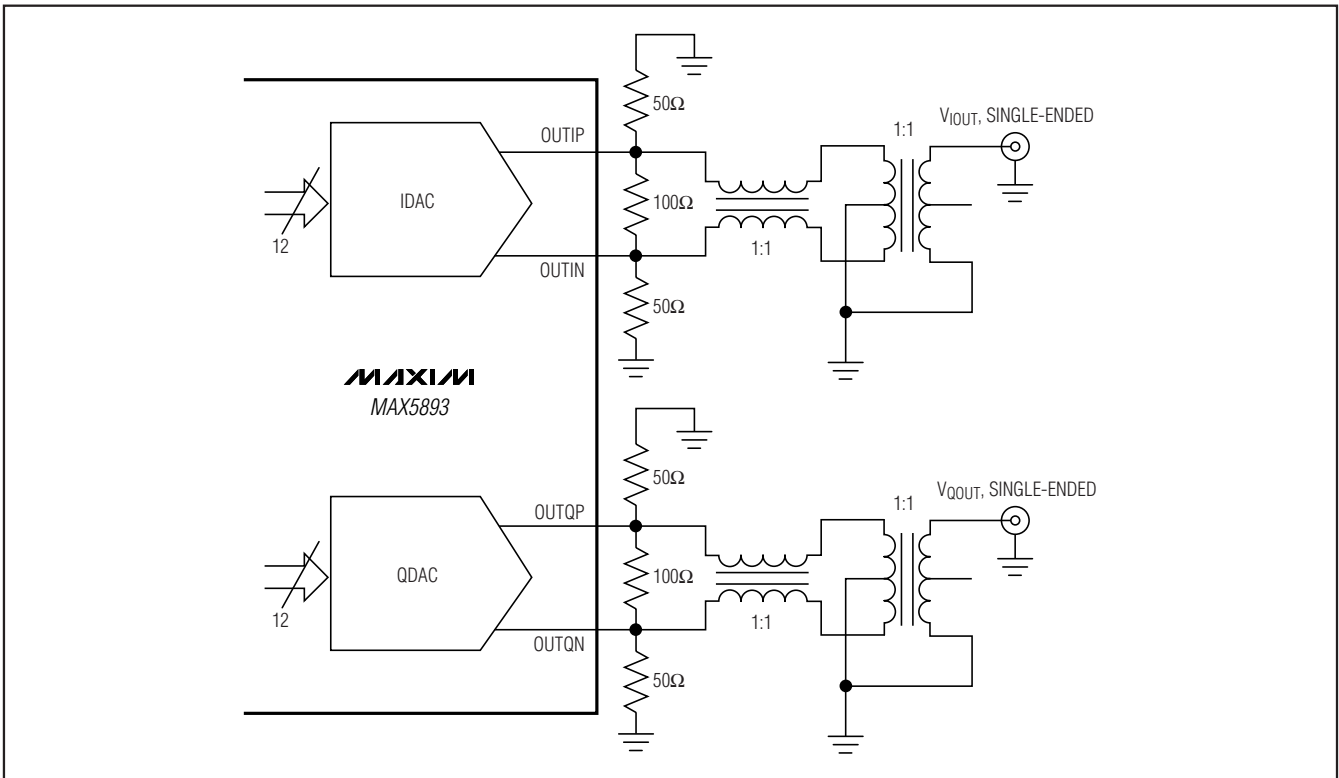 50Ω
V_IOUT, SINGLE-ENDED
1:1
OUTIP
IDAC
100Ω
12
1:1
OUTIN
50Ω
MAXIM
MAX5893
50Ω
V_QOUT, SINGLE-ENDED
1:1
OUTQP
QDAC
100Ω
12
1:1
OUTQN
50Ω